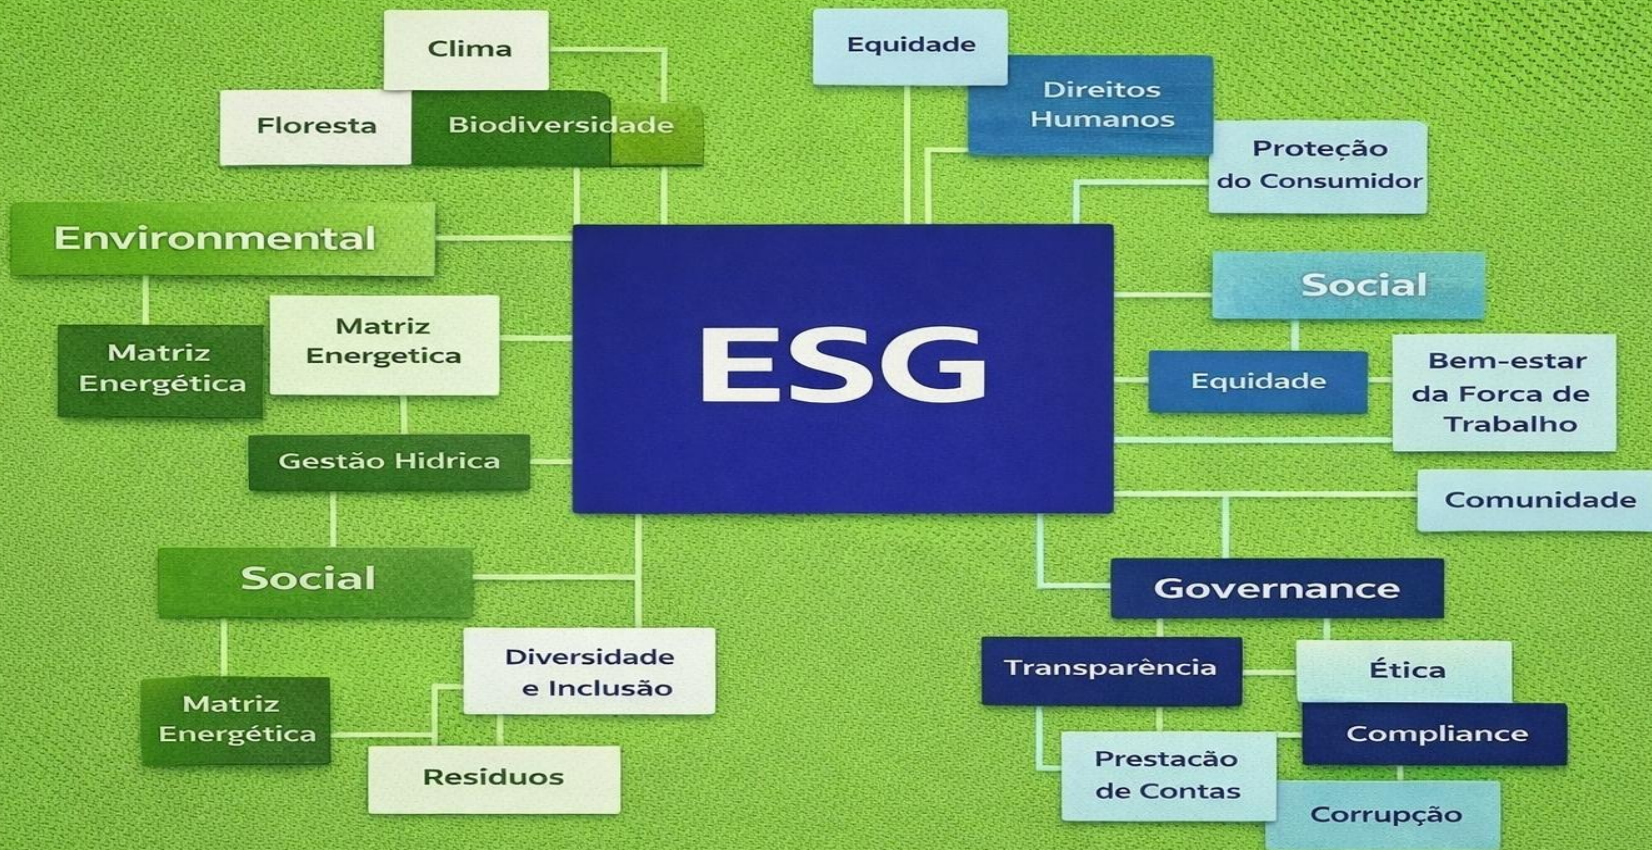 Clima
Floresta
Biodiversidade
Environmental
Matriz
Energética
Matriz
Energetica
Gestão Hidrica
Social
Matriz
Energética
Diversidade
e Inclusão
Resíduos
ESG
Equidade
Direitos
Humanos
Proteção
do Consumidor
Social
Equidade
Bem-estar
da Forca de
Trabalho
Comunidade
Governance
Transparência
Ética
Compliance
Prestacão
de Contas
Corrupção